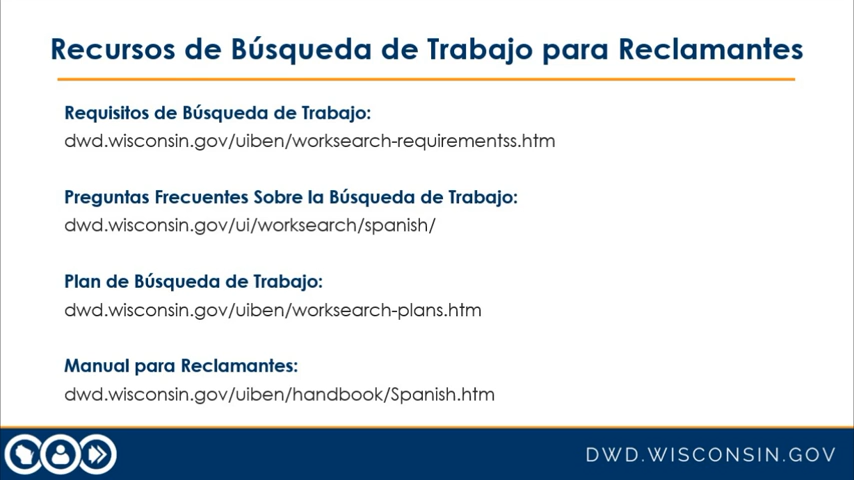 Recursos de Búsqueda de Trabajo para Reclamantes
Requisitos de Búsqueda de Trabajo:
dwd.wisconsin.gov/uiben/worksearch-requirementss.htm
Preguntas Frecuentes Sobre la Búsqueda de Trabajo:
dwd.wisconsin.gov/ui/worksearch/spanish/
Plan de Búsqueda de Trabajo:
dwd.wisconsin.gov/uiben/worksearch-plans.htm
Manual para Reclamantes:
dwd.wisconsin.gov/uiben/handbook/Spanish.htm
DWD.WISCONSIN.GOV